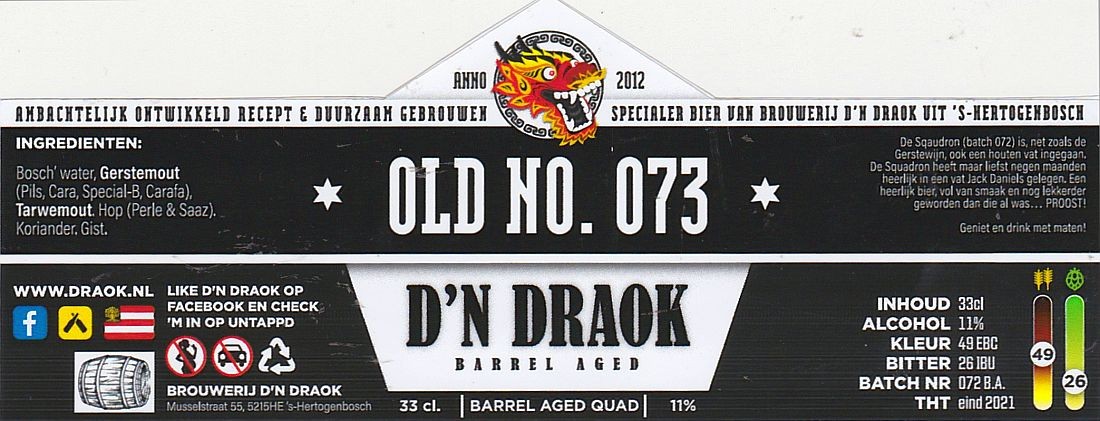 ANNO 2012
AMBACHTELIJK ONTWIKKELD RECEPT & DUURZAAM GEBROUWEN
SPECIALER BIER VAN BROUWERIJ D'N DRAOK UIT 'S-HERTOGENBOSCH
INGREDIENTEN:
Bosch' water, Gerstemout
(Pils, Cara, Special-B, Carafa),
Tarwemout. Hop (Perle & Saaz).
Koriander. Gist.
OLD NO. 073
De Sqaudron (batch 072) is, net zoals de
Gerstewijn, ook een houten vat ingegaan.
De Squadron heeft maar liefst negen maanden
heerlijk in een vat Jack Daniels gelegen. Een
heerlijk bier, vol van smaak en nog lekkerder
geworden dan die al was... PROOST!
Geniet en drink met maten!
WWW.DRAOK.NL
LIKE D'N DRAOK OP
FACEBOOK EN CHECK
'M IN OP UNTAPPD
BROUWERIJ D'N DRAOK
Musselstraat 55, 5215HE 's-Hertogenbosch
D'N DRAOK
BARREL AGED
33 cl. | BARREL AGED QUAD | 11%
INHOUD 33cl
ALCOHOL 11%
KLEUR 49 EBC
BITTER 26 IBU
BATCH NR 072 B.A.
THT eind 2021
49
26